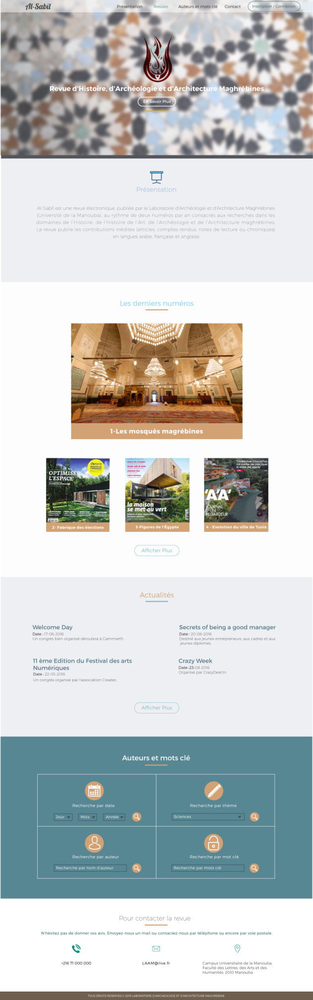 Al-Sabil
Présentation Revues Auteurs et mots clé Contact Inscription / Connexion
Revue d'Histoire, d'Archéologie et d'Architecture Maghrébines
En Savoir Plus
Présentation
Al-Sabîl est une revue électronique, publiée par le Laboratoire d'Archéologie et d'Architecture Maghrébines
(Université de la Manouba), au rythme de deux numéros par an consacrés aux recherches dans les
domaines de l'Histoire, de l'Histoire de l'Art, de l'Archéologie et de l'Architecture maghrébines.
La revue publie les contributions inédites (articles, comptes rendus, notes de lecture ou chroniques)
en langues arabe, française et anglaise.
Les derniers numéros
1-Les mosqués magrébines
àvivre
NOUVELLE
FORMULE!
OPTIMISER
L'ESPACE
2- Fabrique des élections
la maison
se met au vert
3-Figures de l'Égypte
"l'Architecture d'Aujourd'hui
doit susciter des polémiques
et croiser des regards"
'A'A'
LE
JOURNAL
D'UN
REGARDEUR
4 - Evolution du ville de Tunis
Afficher Plus
Actualités
Welcome Day
Date : 17-06-2016
Un congrès bien organisé déroulera à Gammarth
Secrets of being a good manager
Date : 20-06-2016
Destiné aux jeunex entrepreneurs, aux cadres et aux
jeunes diplomés.
11 ème Edition du Festival des arts
Numériques
Date : 22-05-2016
Un congrès organisé par l'association Createc.
Crazy Week
Date :23-08-2016
Organisé par CrazyDeal.tn
Afficher Plus
Auteurs et mots clé
Recherche par date
Jour Mois Année
Recherche par thème
Sciences
Recherche par auteur
Recherche par nom d'auteur
Recherche par mot clé
Recherche par mots clé
Pour contacter la revue
N'hésitez pas de donner vos avis. Envoyez-nous un mail ou contactez-nous par téléphone ou encore par voie postale.
+216 71 000 000
LAAM@live.fr
Campus Universitaire de la Manouba,
Faculté des Lettres, des Arts et des
Humanités, 2010 Manouba
TOUS DROITS RESERVES © 2016 LABORATOIRE D'ARCHEOLOGIE ET D'ARCHITECTURE MAGHREBINE